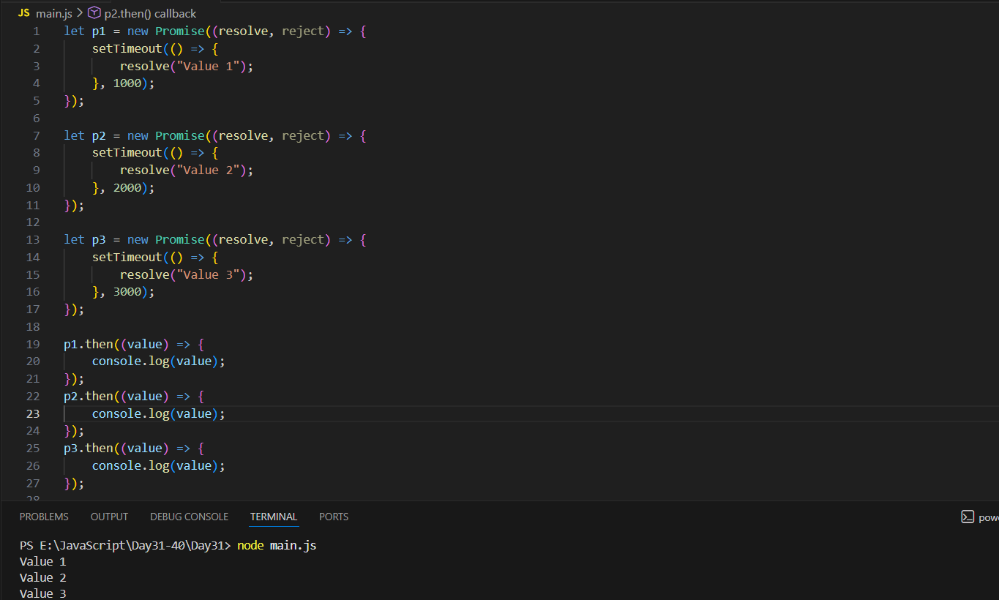 JS main.js > p2.then() callback
1 let p1 = new Promise((resolve, reject) => {
2     setTimeout(() => {
3         resolve("Value 1");
4     }, 1000);
5 });
6
7 let p2 = new Promise((resolve, reject) => {
8     setTimeout(() => {
9         resolve("Value 2");
10     }, 2000);
11 });
12
13 let p3 = new Promise((resolve, reject) => {
14     setTimeout(() => {
15         resolve("Value 3");
16     }, 3000);
17 });
18
19 p1.then((value) => {
20     console.log(value);
21 });
22 p2.then((value) => {
23     console.log(value);
24 });
25 p3.then((value) => {
26     console.log(value);
27 });
28
PROBLEMS OUTPUT DEBUG CONSOLE TERMINAL PORTS pow
PS E:\JavaScript\Day31-40\Day31> node main.js
Value 1
Value 2
Value 3